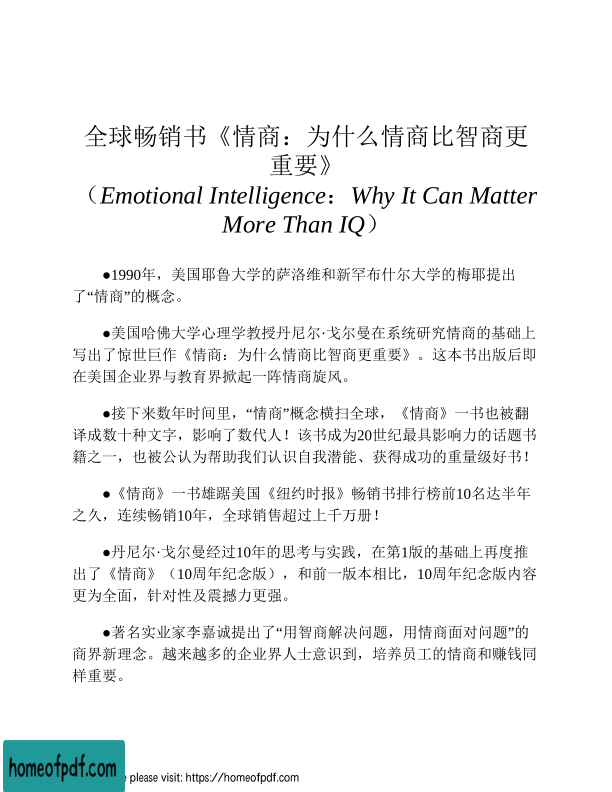 全球畅销书《情商：为什么情商比智商更
重要》
（Emotional Intelligence：Why It Can Matter
More Than IQ）
●1990年，美国耶鲁大学的萨洛维和新罕布什尔大学的梅耶提出
了“情商”的概念。
●美国哈佛大学心理学教授丹尼尔·戈尔曼在系统研究情商的基础上
写出了惊世巨作《情商：为什么情商比智商更重要》。这本书出版后即
在美国企业界与教育界掀起一阵情商旋风。
●接下来数年时间里，“情商”概念横扫全球，《情商》一书也被翻
译成数十种文字，影响了数代人！该书成为20世纪最具影响力的话题书
籍之一，也被公认为帮助我们认识自我潜能、获得成功的重量级好书！
●《情商》一书雄踞美国《纽约时报》畅销书排行榜前10名达半年
之久，连续畅销10年，全球销售超过上千万册！
●丹尼尔·戈尔曼经过10年的思考与实践，在第1版的基础上再度推
出了《情商》（10周年纪念版），和前一版本相比，10周年纪念版内容
更为全面，针对性及震撼力更强。
●著名实业家李嘉诚提出了“用智商解决问题，用情商面对问题”的
商界新理念。越来越多的企业界人士意识到，培养员工的情商和赚钱同
样重要。
homeofpdf.com
please visit: https://homeofpdf.com